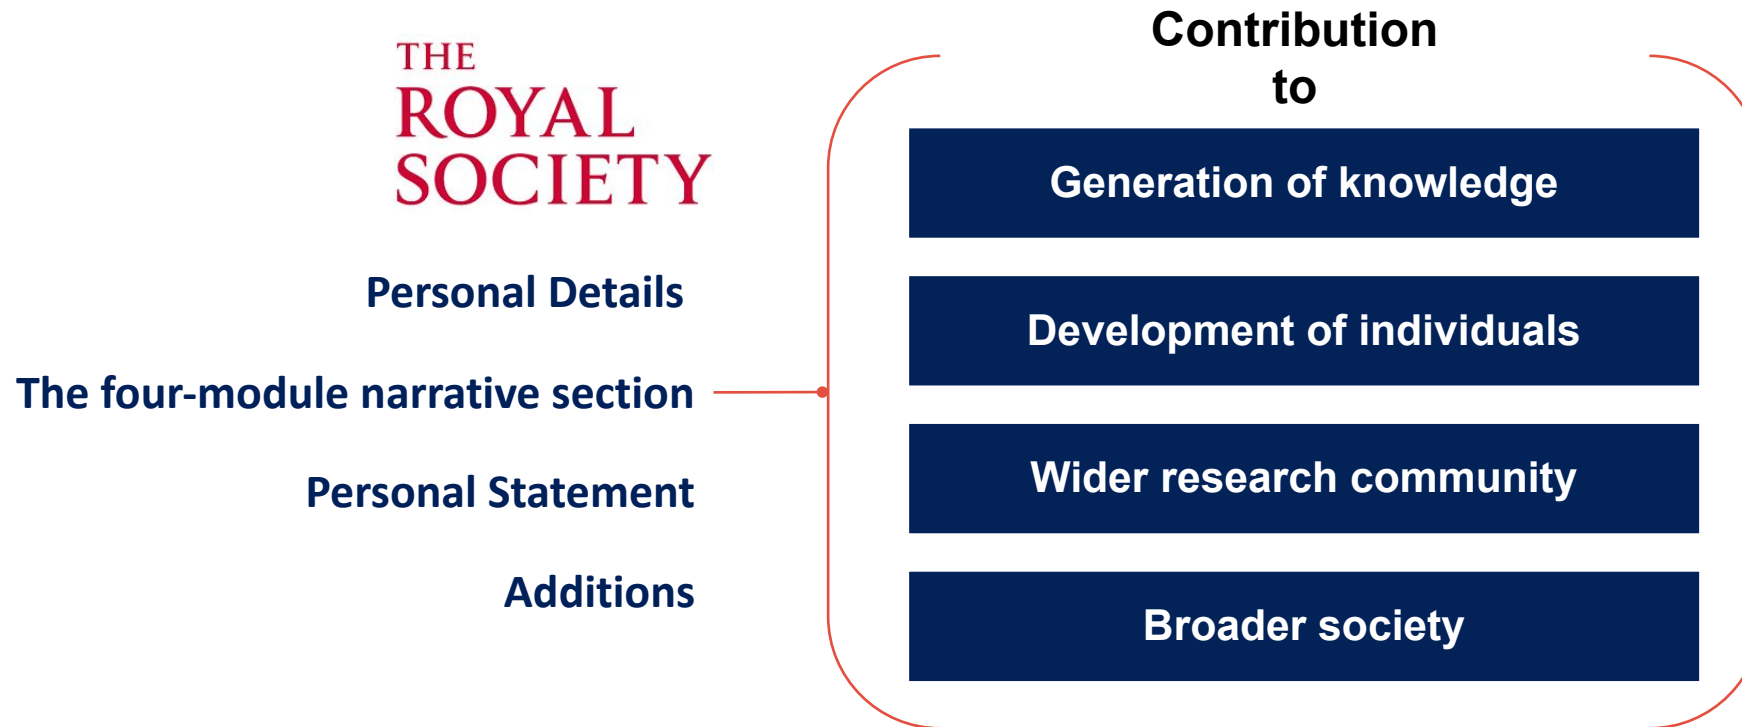 THE
ROYAL
SOCIETY
Personal Details
The four-module narrative section
Personal Statement
Additions
Contribution
to
Generation of knowledge
Development of individuals
Wider research community
Broader society